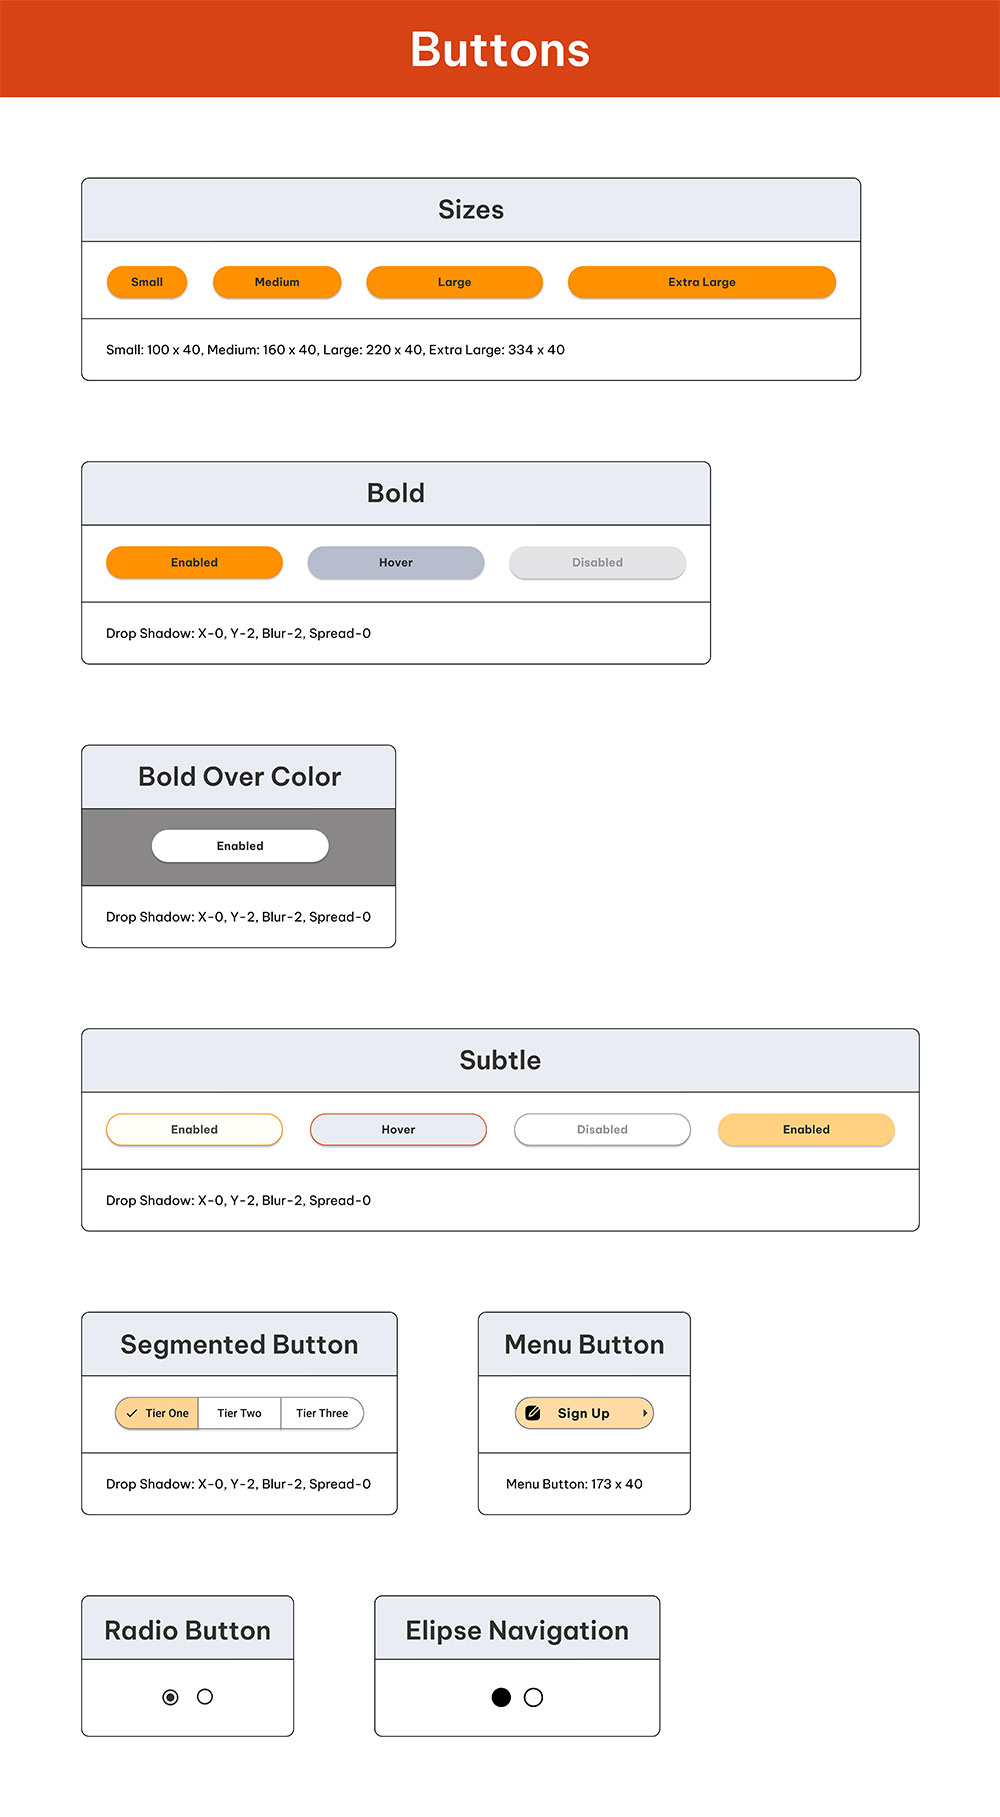 Buttons
Sizes
Small Medium Large Extra Large
Small: 100 x 40, Medium: 160 x 40, Large: 220 x 40, Extra Large: 334 x 40
Bold
Enabled Hover Disabled
Drop Shadow: X-0, Y-2, Blur-2, Spread-0
Bold Over Color
Enabled
Drop Shadow: X-0, Y-2, Blur-2, Spread-0
Subtle
Enabled Hover Disabled Enabled
Drop Shadow: X-0, Y-2, Blur-2, Spread-0
Segmented Button
Tier One Tier Two Tier Three
Drop Shadow: X-0, Y-2, Blur-2, Spread-0
Menu Button
Sign Up
Menu Button: 173 x 40
Radio Button
Elipse Navigation